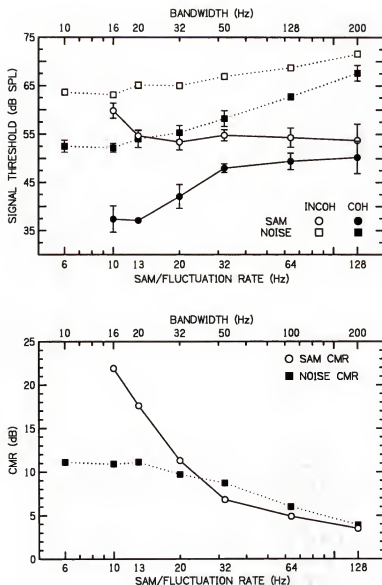 BANDWIDTH (Hz)
10 16 20 32 50 128 200
75
65
55
45
35
SIGNAL THRESHOLD (dB SPL)
INCOH COH
SAM
NOISE
6 10 13 20 32 64 128
SAM/FLUCTUATION RATE (Hz)
BANDWIDTH (Hz)
10 16 20 32 50 100 200
25
20
15
10
5
0
CMR (dB)
SAM CMR
NOISE CMR
6 10 13 20 32 64 128
SAM/FLUCTUATION RATE (Hz)